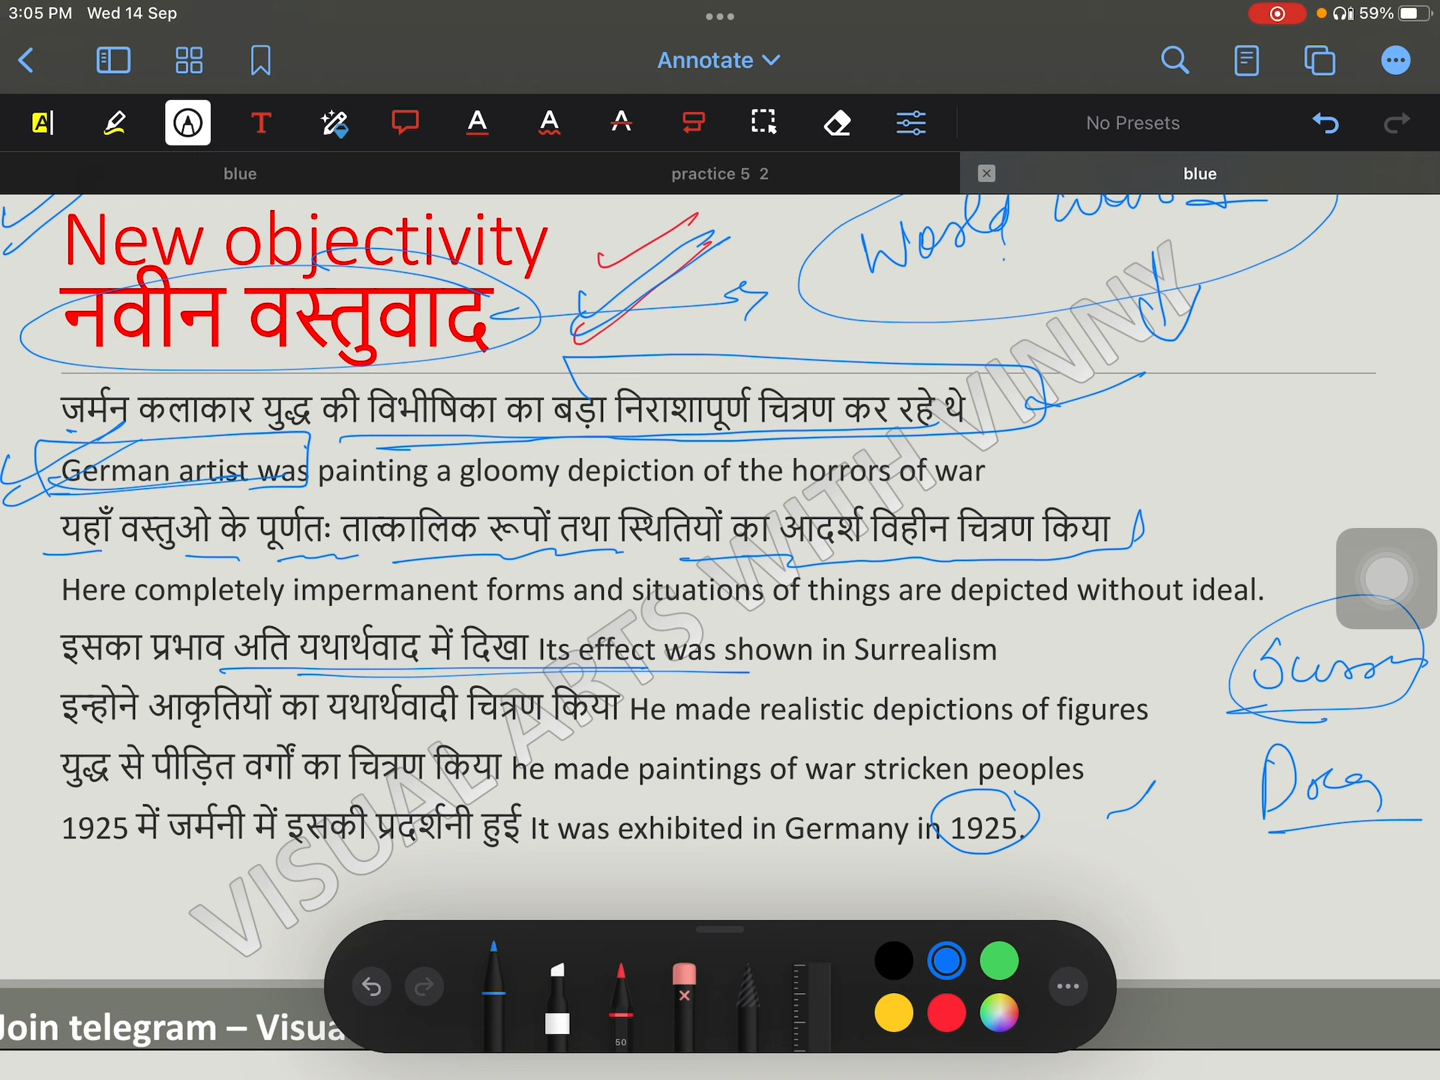 3:05 PM Wed 14 Sep 59%
Annotate
No Presets
blue practice 5 2 blue
World
New objectivity
नवीन वस्तुवाद
जर्मन कलाकार युद्ध की विभीषिका का बड़ा निराशापूर्ण चित्रण कर रहे थे
German artist was painting a gloomy depiction of the horrors of war
यहाँ वस्तुओ के पूर्णतः तात्कालिक रूपों तथा स्थितियों का आदर्श विहीन चित्रण किया
Here completely impermanent forms and situations of things are depicted without ideal.
इसका प्रभाव अति यथार्थवाद में दिखा Its effect was shown in Surrealism
इन्होने आकृतियों का यथार्थवादी चित्रण किया He made realistic depictions of figures
युद्ध से पीड़ित वर्गों का चित्रण किया he made paintings of war stricken peoples
1925 में जर्मनी में इसकी प्रदर्शनी हुई It was exhibited in Germany in 1925.
VISUAL ARTS WITH VINNY
Join telegram – Visua
50